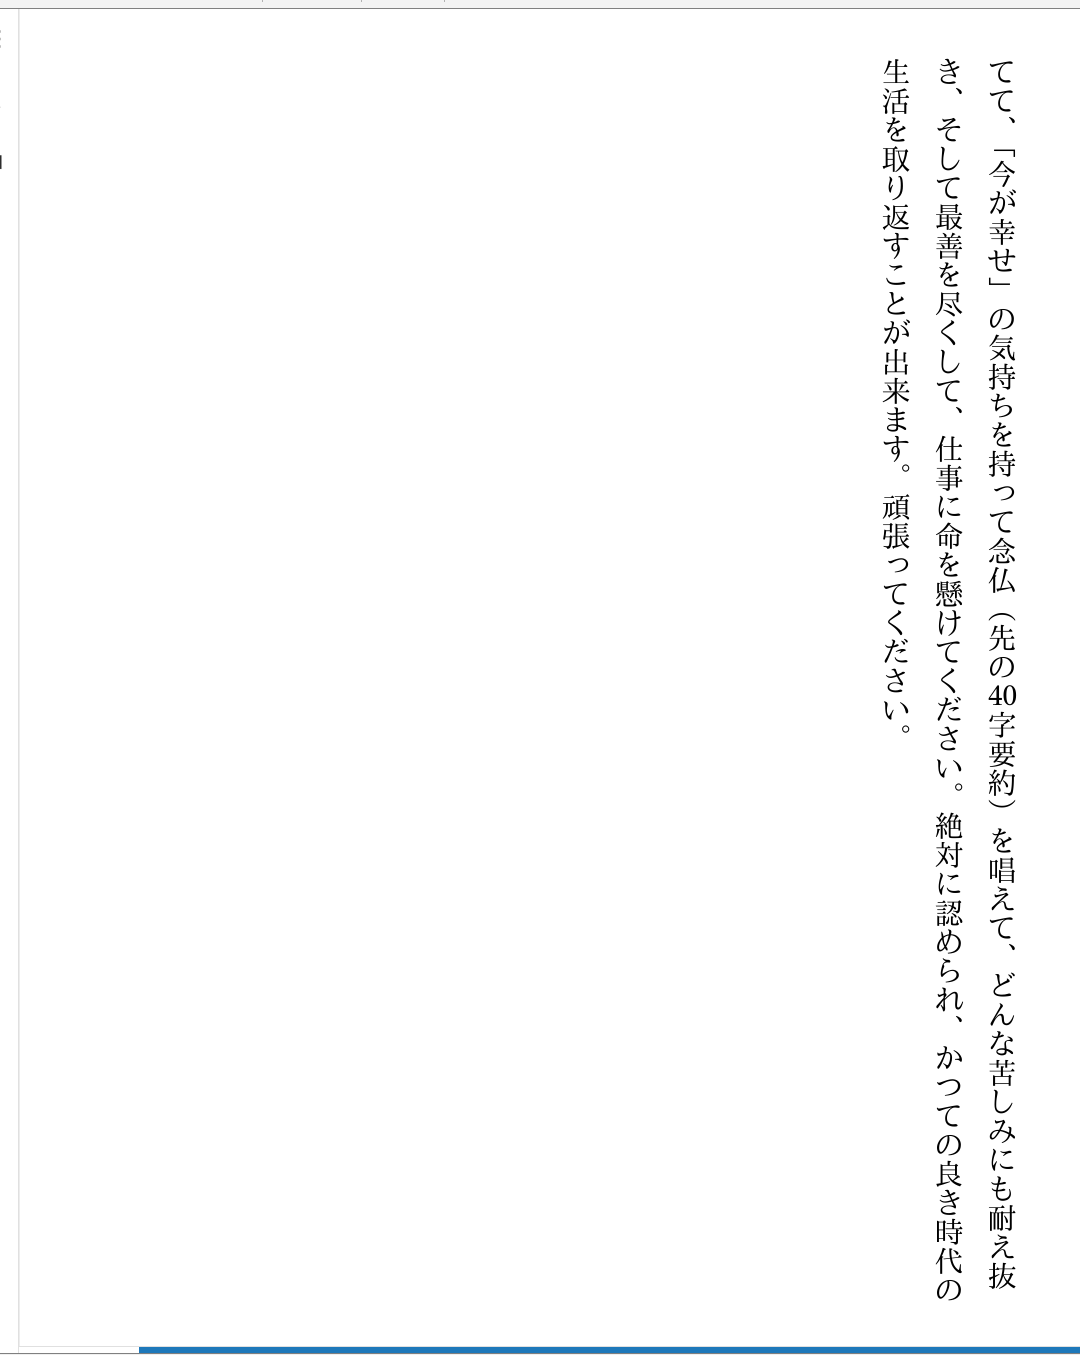 てて、「今が幸せ」の気持ちを持って念仏（先の40字要約）を唱えて、どんな苦しみにも耐え抜
き、そして最善を尽くして、仕事に命を懸けてください。絶対に認められ、かつての良き時代の
生活を取り返すことが出来ます。頑張ってください。